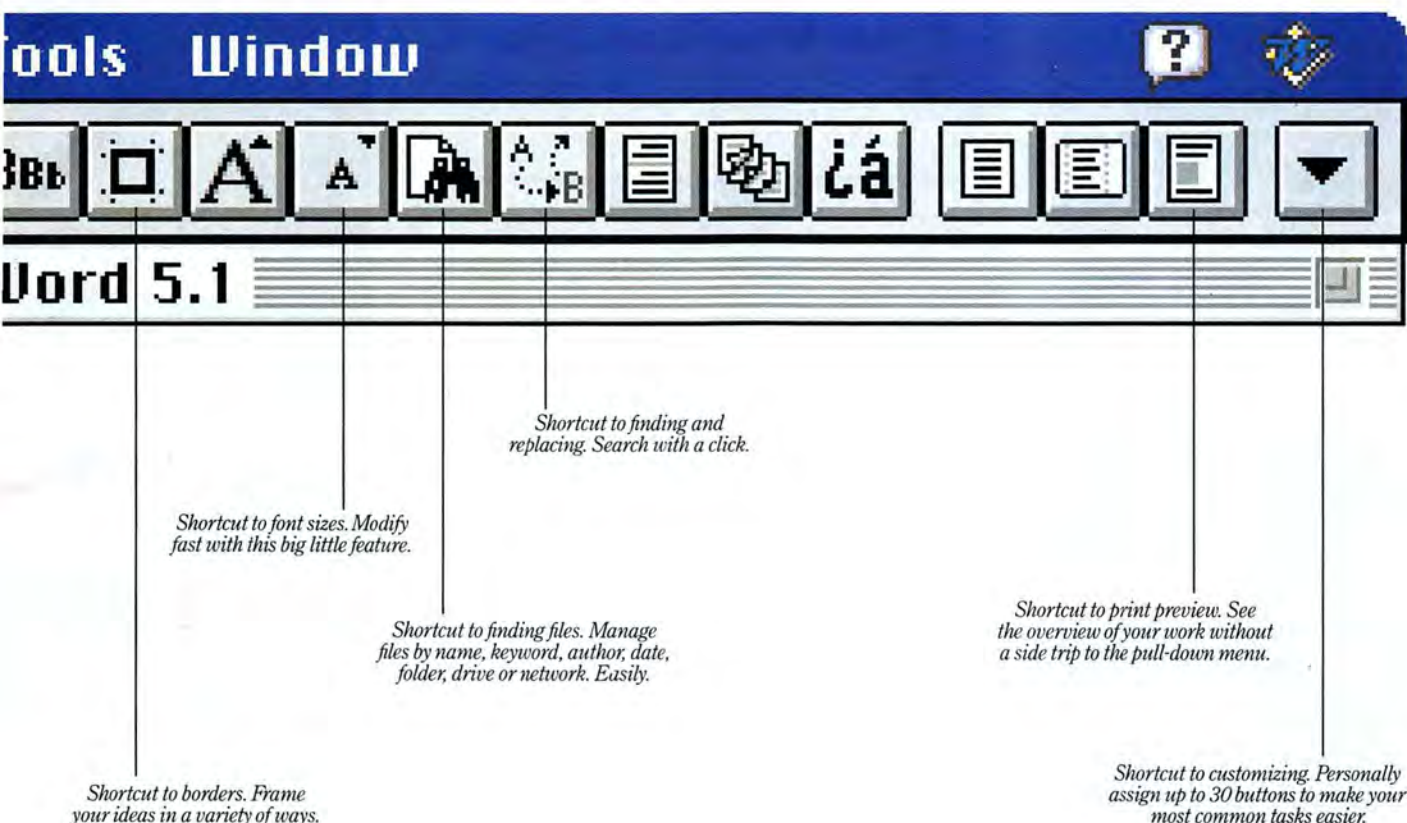 ools Window ?
A A A B ¿á
Word 5.1
Shortcut to finding and
replacing. Search with a click.
Shortcut to font sizes. Modify
fast with this big little feature.
Shortcut to finding files. Manage
files by name, keyword, author, date,
folder, drive or network. Easily.
Shortcut to print preview. See
the overview of your work without
a side trip to the pull-down menu.
Shortcut to borders. Frame
your ideas in a variety of ways.
Shortcut to customizing. Personally
assign up to 30 buttons to make your
most common tasks easier.